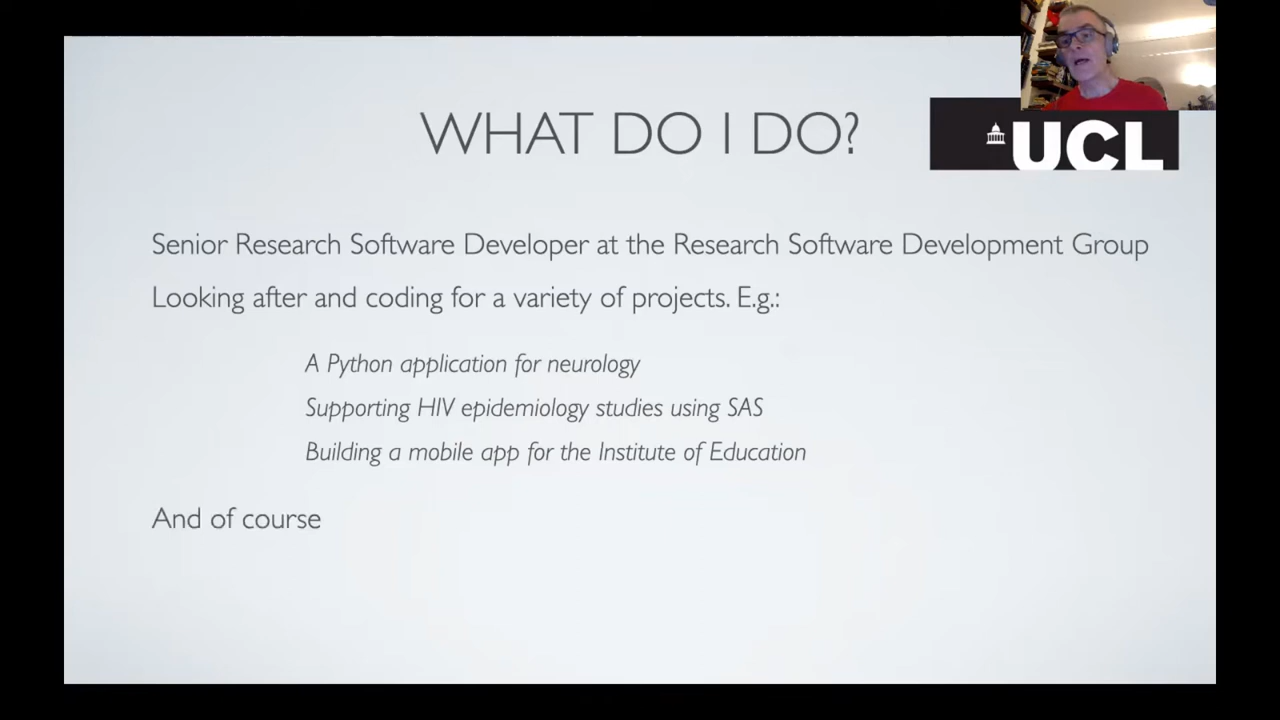 WHAT DO I DO?
UCL
Senior Research Software Developer at the Research Software Development Group
Looking after and coding for a variety of projects. E.g.:
A Python application for neurology
Supporting HIV epidemiology studies using SAS
Building a mobile app for the Institute of Education
And of course